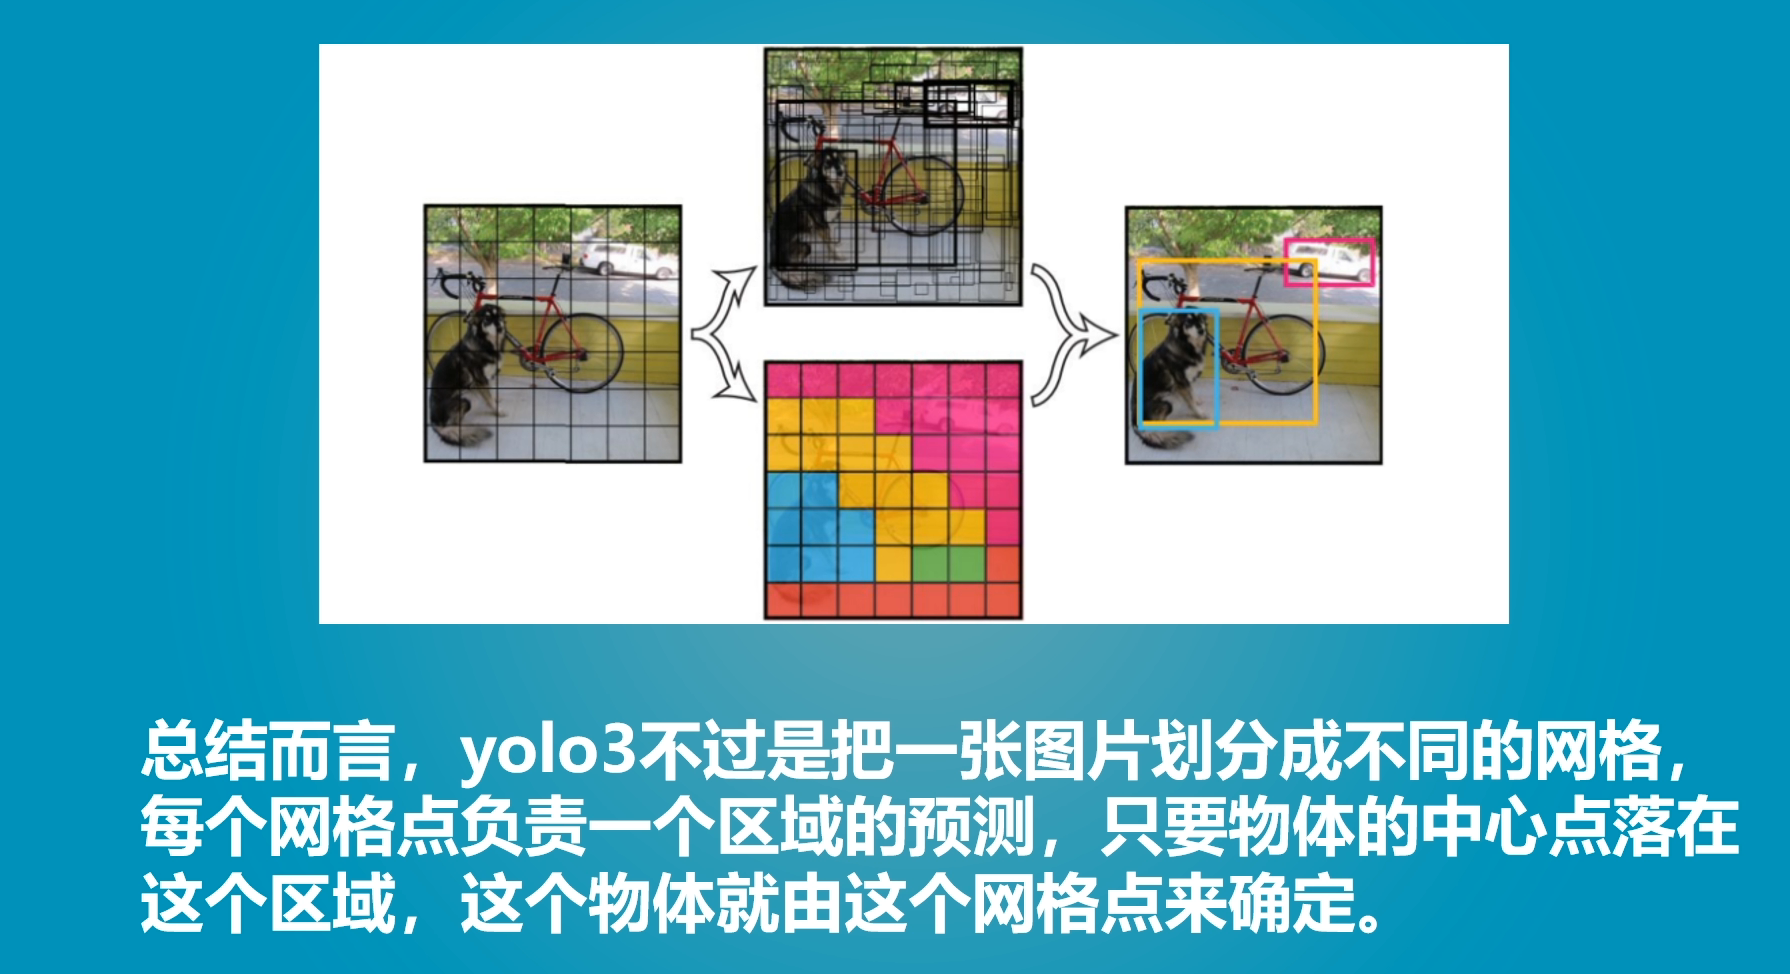 总结而言，yolo3不过是把一张图片划分成不同的网格，
每个网格点负责一个区域的预测，只要物体的中心点落在
这个区域，这个物体就由这个网格点来确定。